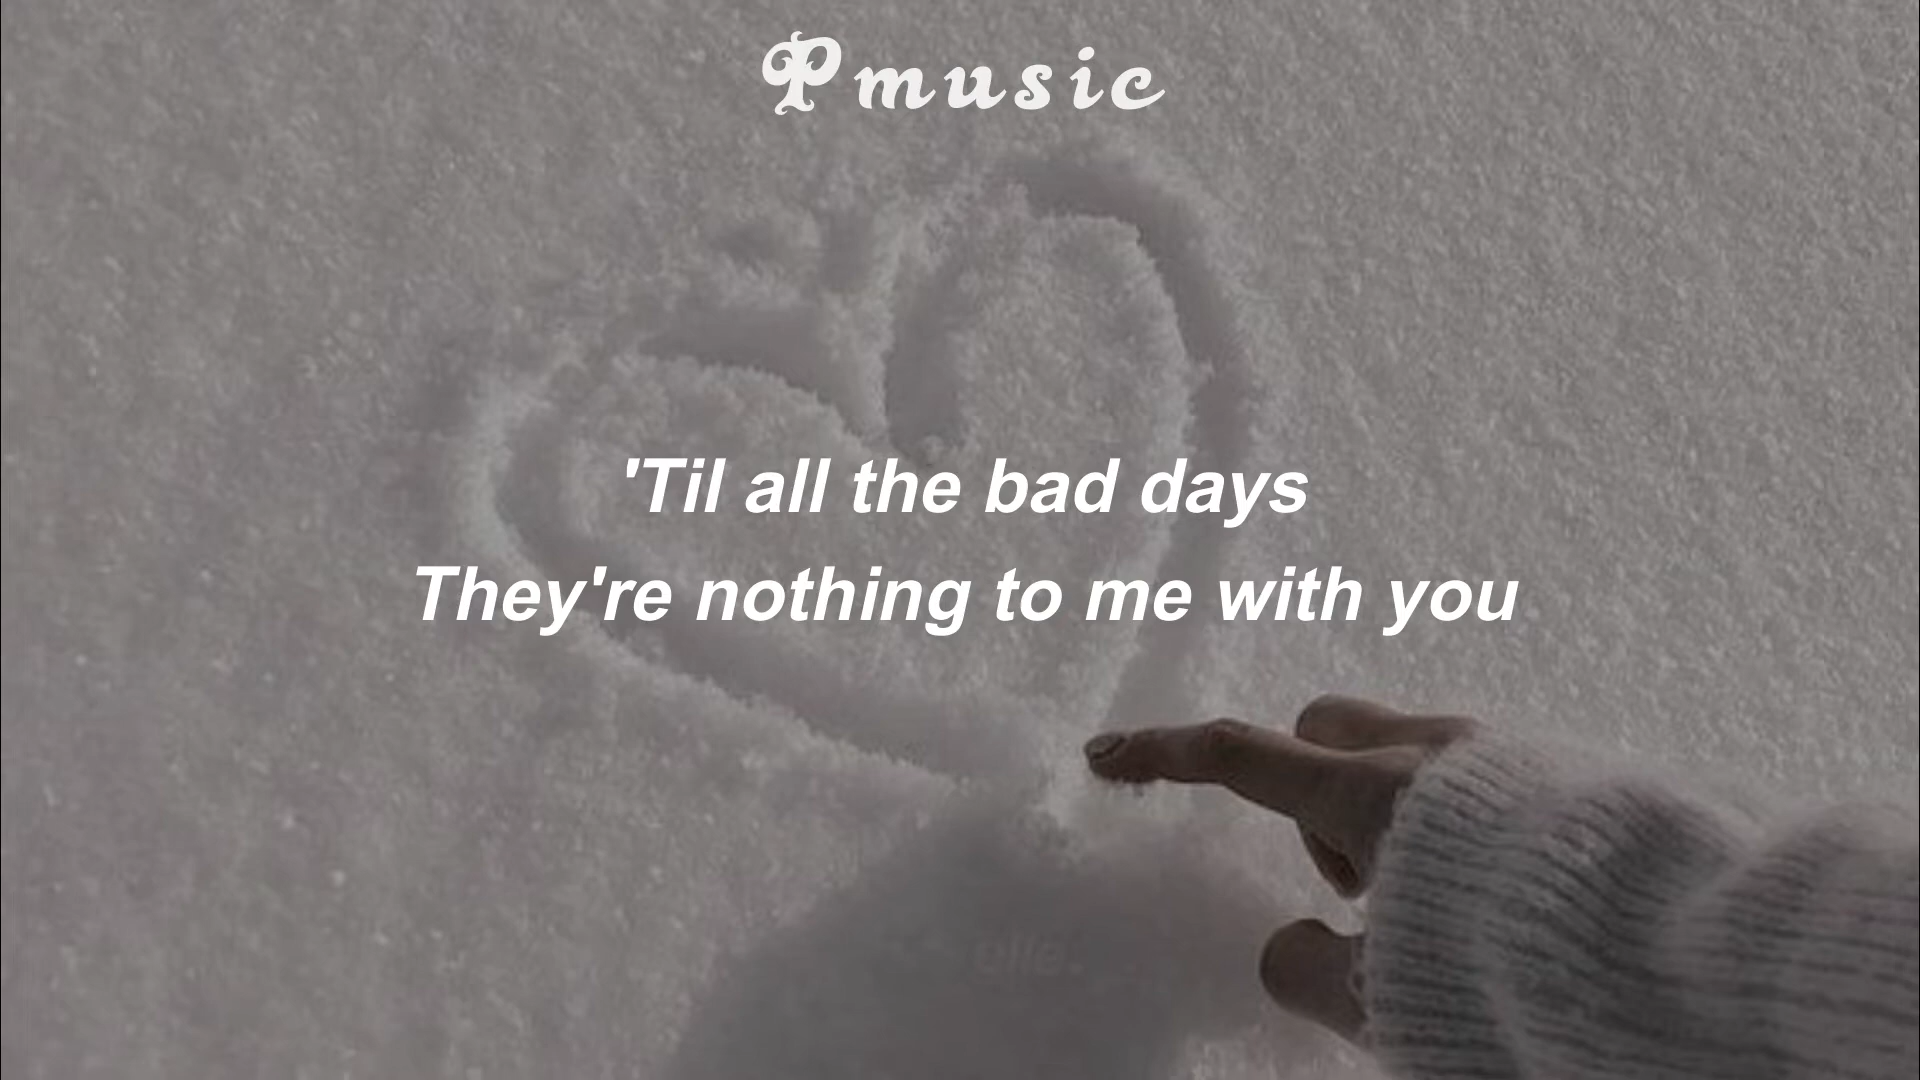 Pmusic
'Til all the bad days
They're nothing to me with you